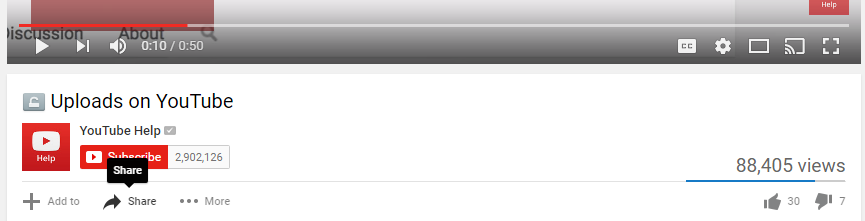 Help
Discussion About
0:10 / 0:50 CC
Uploads on YouTube
YouTube Help
Help
Subscribe 2,902,126
Share
88,405 views
Add to Share More 30 7